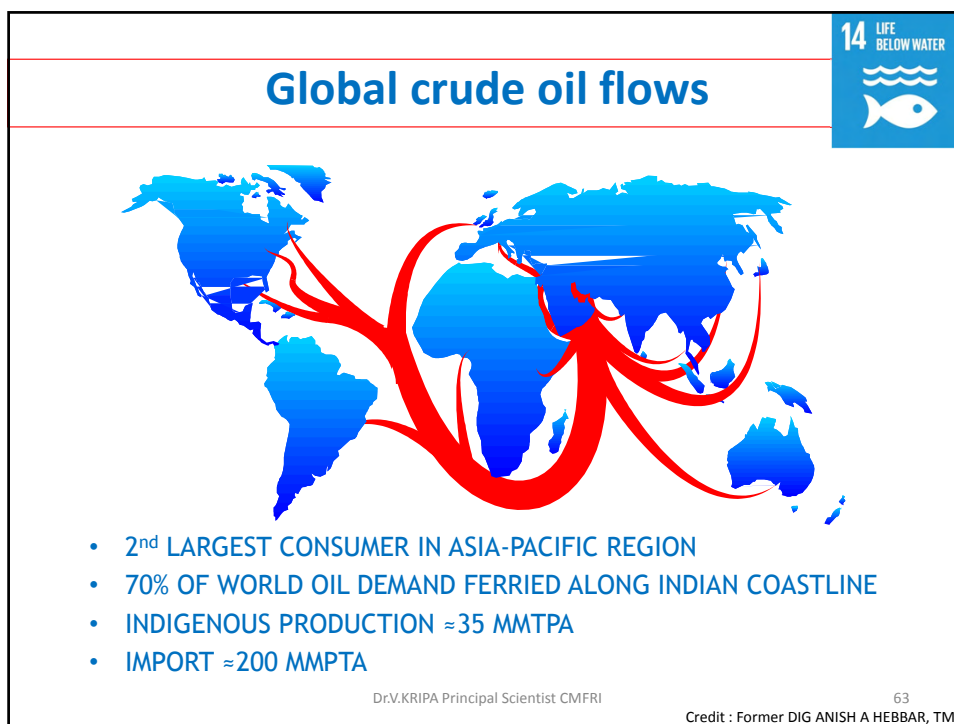 14 LIFE
BELOW WATER
Global crude oil flows
• 2nd LARGEST CONSUMER IN ASIA-PACIFIC REGION
• 70% OF WORLD OIL DEMAND FERRIED ALONG INDIAN COASTLINE
• INDIGENOUS PRODUCTION ≈35 MMTPA
• IMPORT ≈200 MMPTA
Dr.V.KRIPA Principal Scientist CMFRI
63
Credit : Former DIG ANISH A HEBBAR, TM